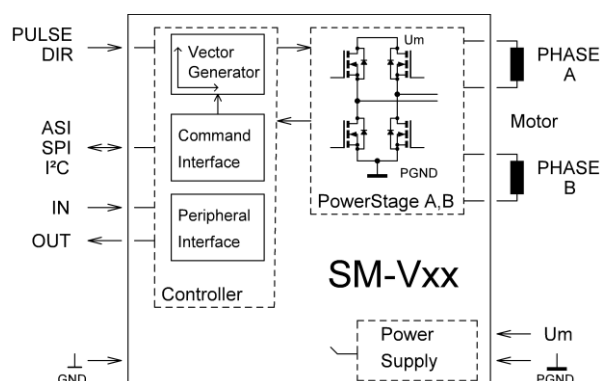 PULSE
DIR
Vector
Generator
Um
PHASE
A
ASI
SPI
I²C
Command
Interface
Motor
PGND
PHASE
B
IN
OUT
Peripheral
Interface
PowerStage A,B
Controller
SM-Vxx
Power
Supply
Um
GND
PGND